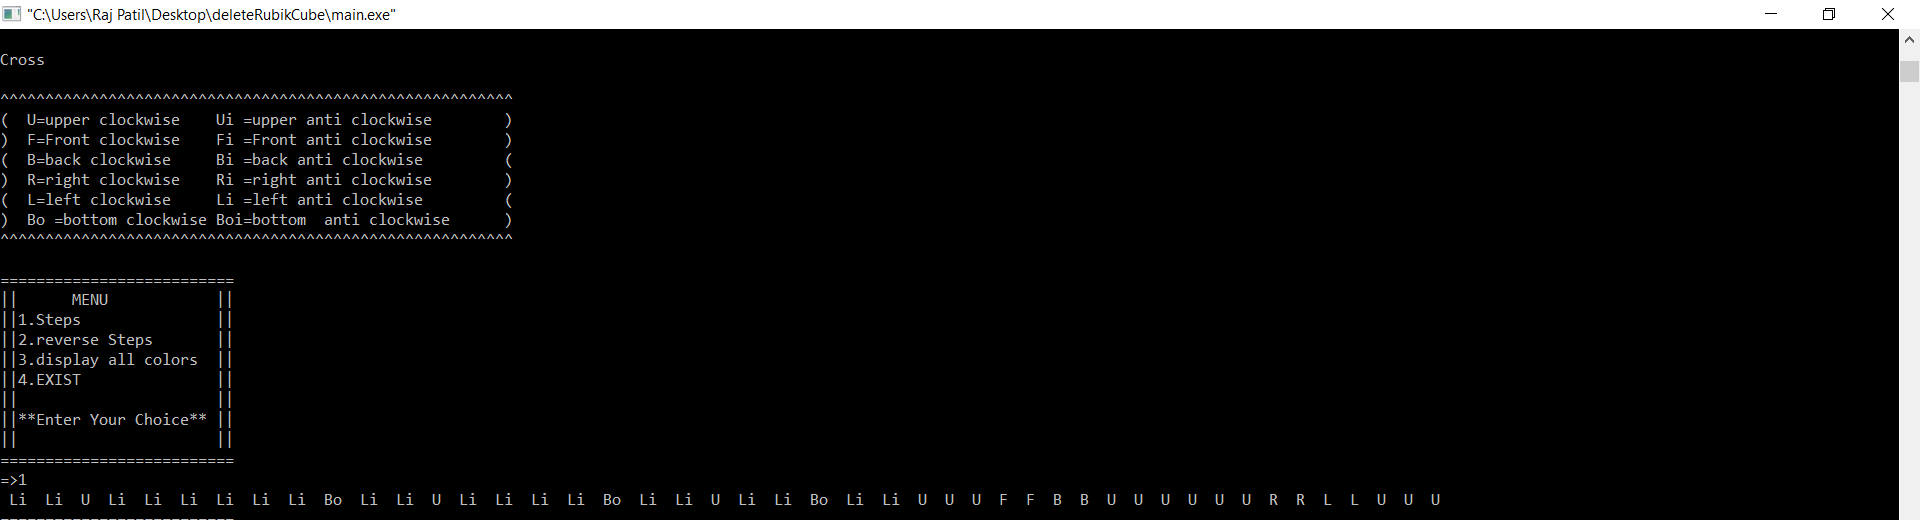 "C:\Users\Raj Patil\Desktop\deleteRubikCube\main.exe"
Cross
^^^^^^^^^^^^^^^^^^^^^^^^^^^^^^^^^^^^^^^^^^^^^^^^^^^^^^^^^
(  U=upper clockwise    Ui =upper anti clockwise        )
)  F=Front clockwise    Fi =Front anti clockwise        )
(  B=back clockwise     Bi =back anti clockwise         (
)  R=right clockwise    Ri =right anti clockwise        )
(  L=left clockwise     Li =left anti clockwise         (
)  Bo =bottom clockwise Boi=bottom  anti clockwise      )
^^^^^^^^^^^^^^^^^^^^^^^^^^^^^^^^^^^^^^^^^^^^^^^^^^^^^^^^^
==========================
||      MENU            ||
||1.Steps               ||
||2.reverse Steps       ||
||3.display all colors  ||
||4.EXIST               ||
||                      ||
||**Enter Your Choice** ||
||                      ||
==========================
=>1
 Li  Li  U  Li  Li  Li  Li  Li  Li  Bo  Li  Li  U  Li  Li  Li  Li  Bo  Li  Li  U  Li  Li  Bo  Li  Li  U  U  U  F  F  B  B  U  U  U  U  U  U  R  R  L  L  U  U  U
==========================